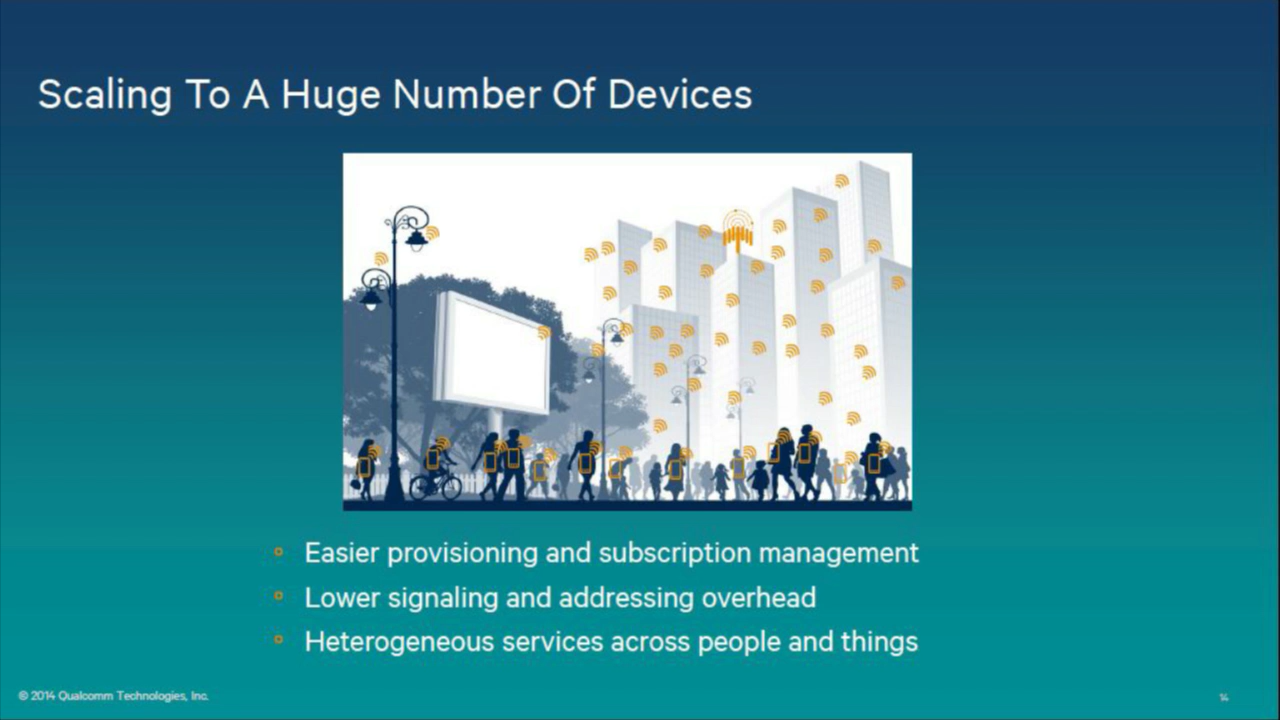 Scaling To A Huge Number Of Devices
Easier provisioning and subscription management
Lower signaling and addressing overhead
Heterogeneous services across people and things
© 2014 Qualcomm Technologies, Inc.
14